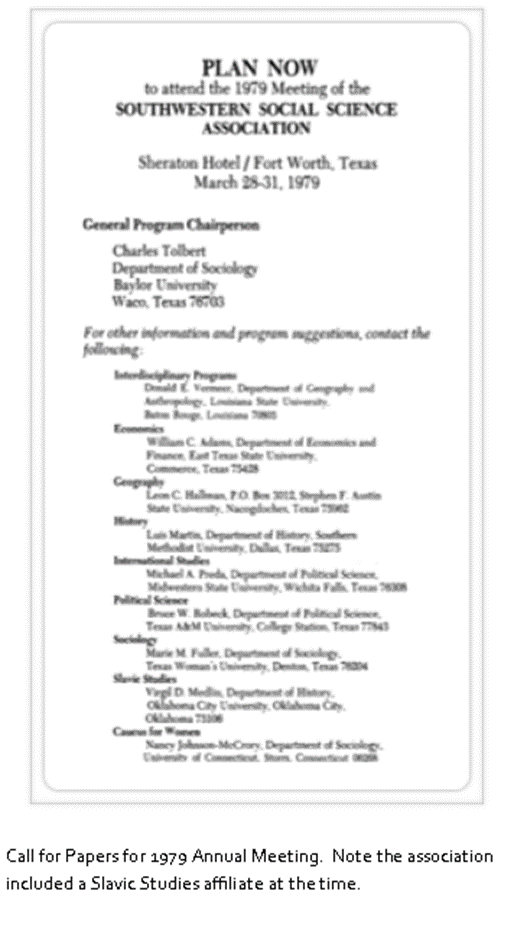 PLAN NOW
to attend the 1979 Meeting of the
SOUTHWESTERN SOCIAL SCIENCE
ASSOCIATION
Sheraton Hotel / Fort Worth, Texas
March 28-31, 1979
General Program Chairperson
Charles Tolbert
Department of Sociology
Baylor University
Waco, Texas 76703
For other information and program suggestions, contact the
following:
Interdisciplinary Programs
Donald E. Vermeer, Department of Geography and
Anthropology, Louisiana State University,
Baton Rouge, Louisiana 70803
Economics
William C. Adams, Department of Economics and
Finance, East Texas State University,
Commerce, Texas 75428
Geography
Leon C. Hallman, P.O. Box 3012, Stephen F. Austin
State University, Nacogdoches, Texas 75962
History
Luis Martin, Department of History, Southern
Methodist University, Dallas, Texas 75275
International Studies
Michael A. Preda, Department of Political Science,
Midwestern State University, Wichita Falls, Texas 76308
Political Science
Bruce W. Robeck, Department of Political Science,
Texas A&M University, College Station, Texas 77843
Sociology
Marie M. Fuller, Department of Sociology,
Texas Woman's University, Denton, Texas 76204
Slavic Studies
Virgil D. Medlin, Department of History,
Oklahoma City University, Oklahoma City,
Oklahoma 73106
Caucus for Women
Nancy Johnson-McCrory, Department of Sociology,
University of Connecticut, Storrs, Connecticut 06268
Call for Papers for 1979 Annual Meeting.  Note the association
included a Slavic Studies affiliate at the time.